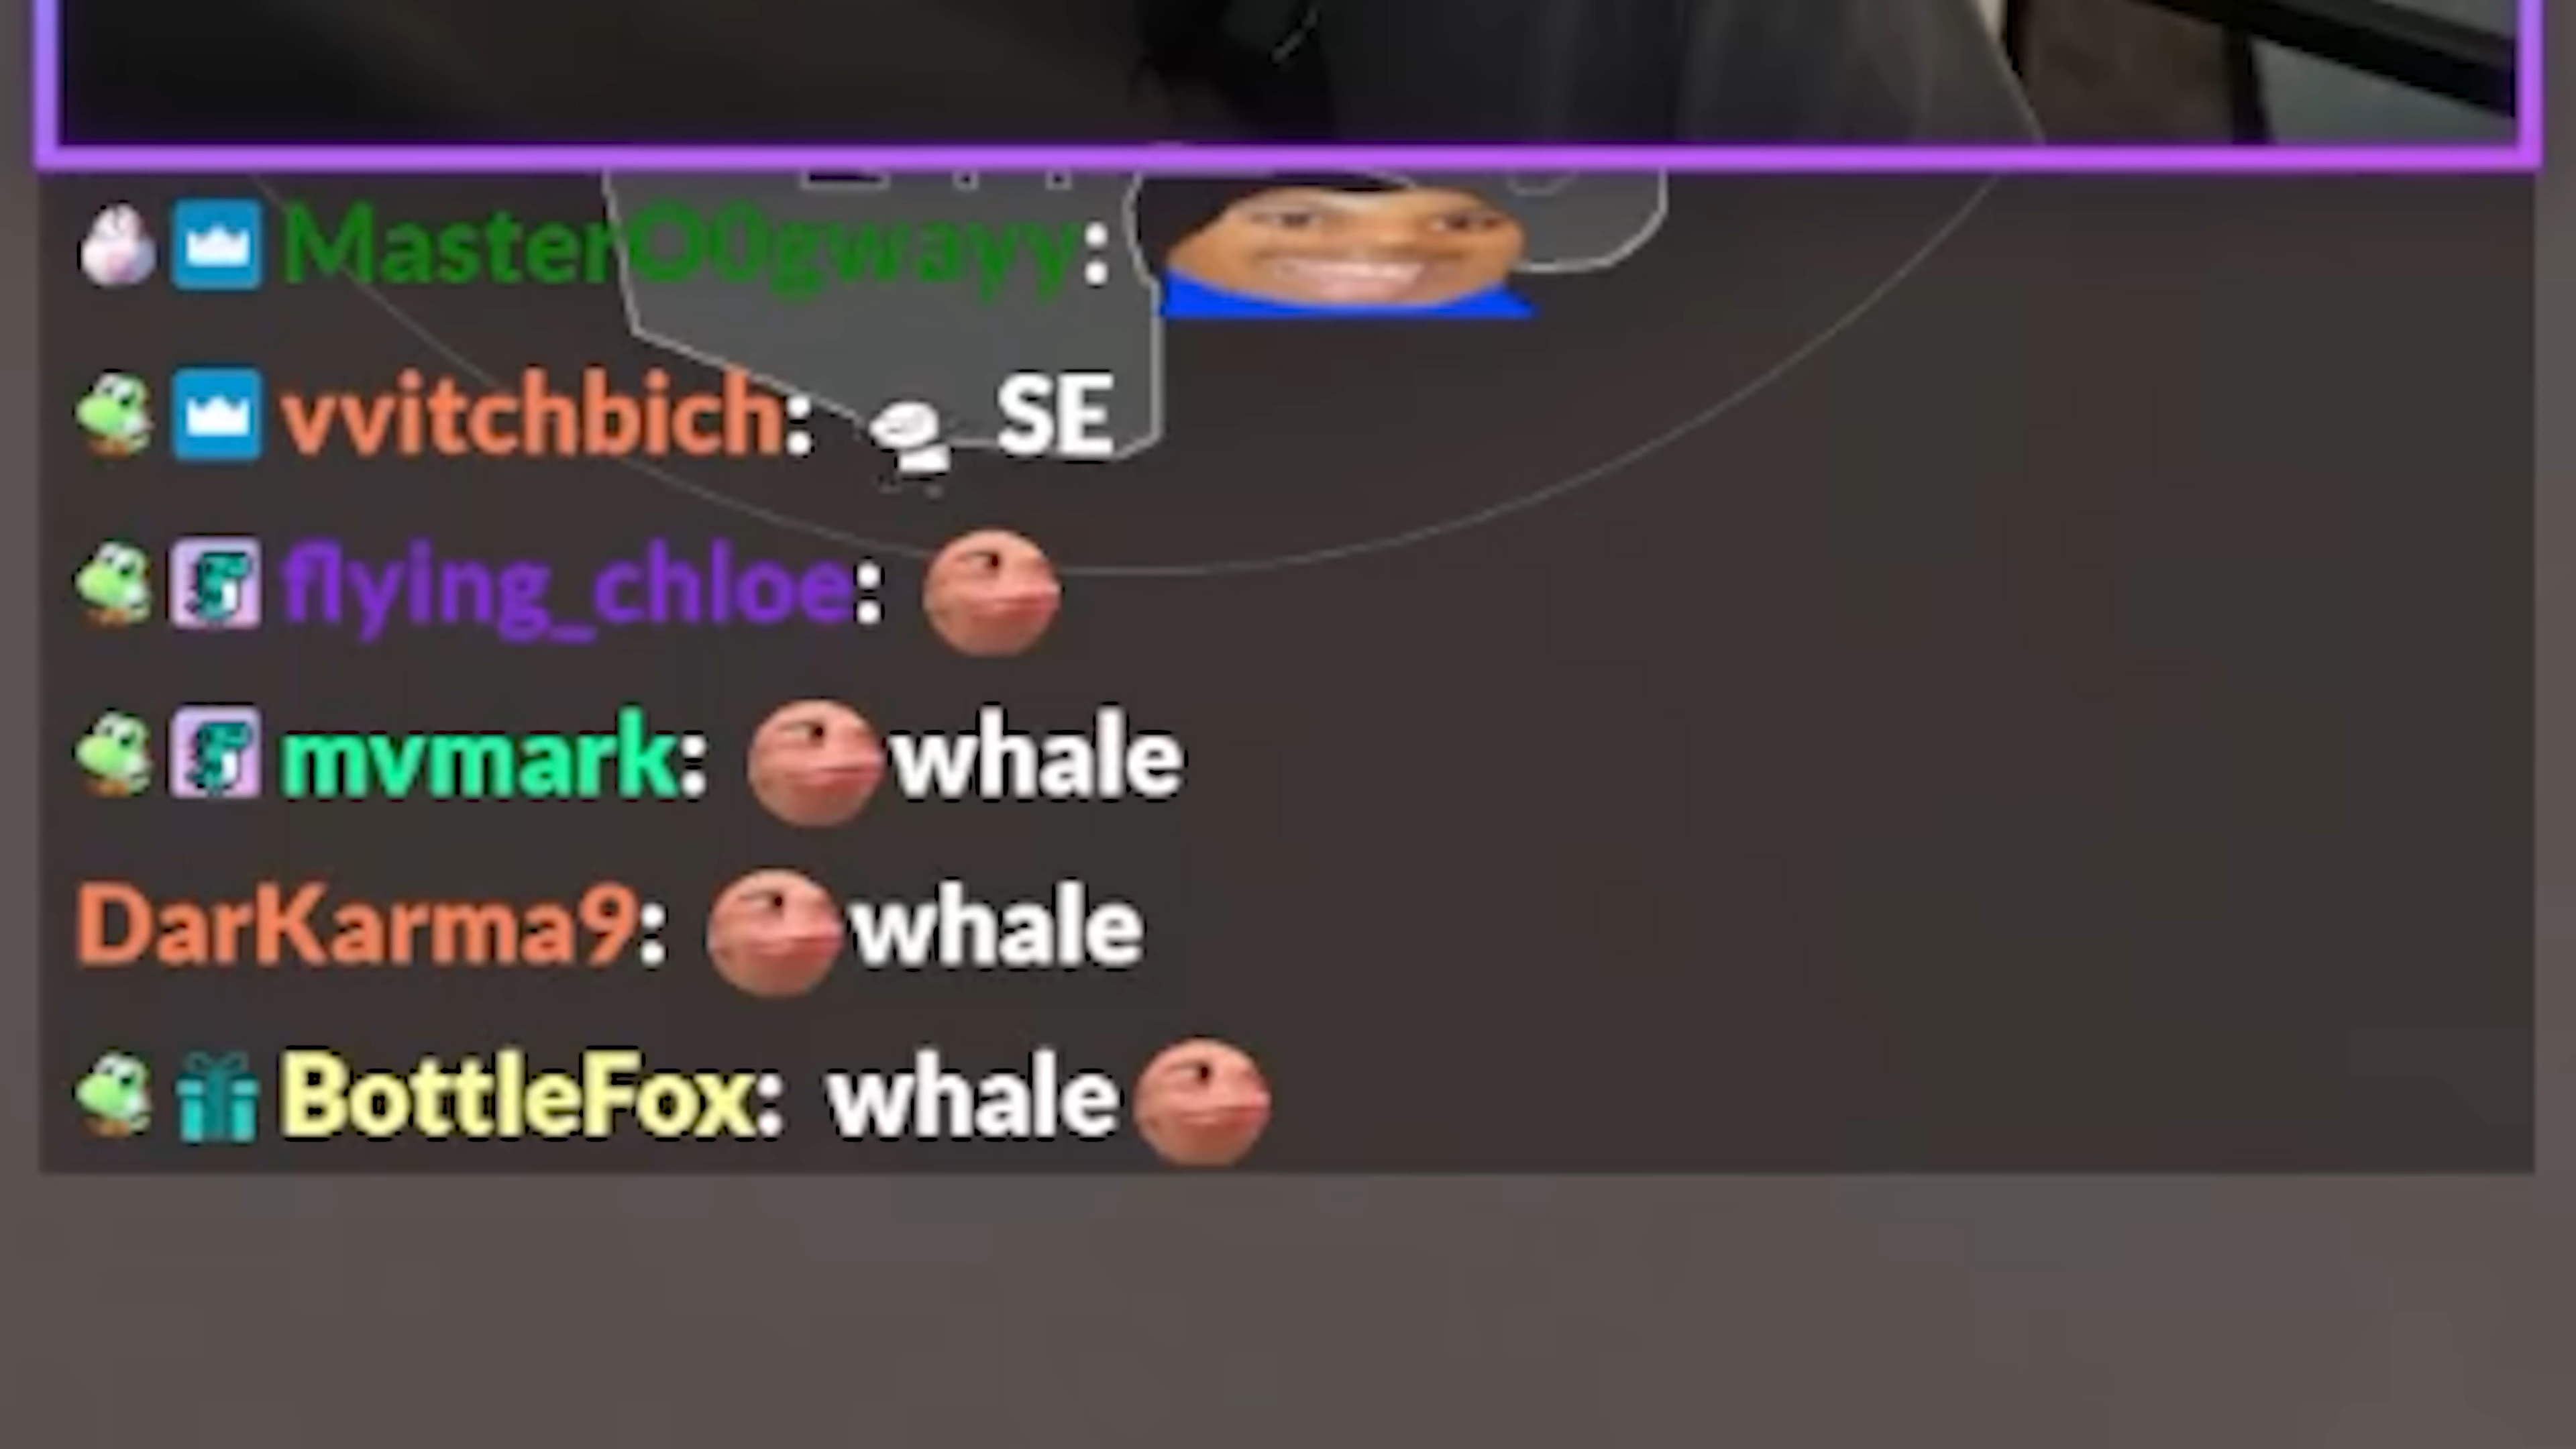 MasterO0gwayy:
vvitchbich: SE
flying_chloe:
mvmark: whale
DarKarma9: whale
BottleFox: whale